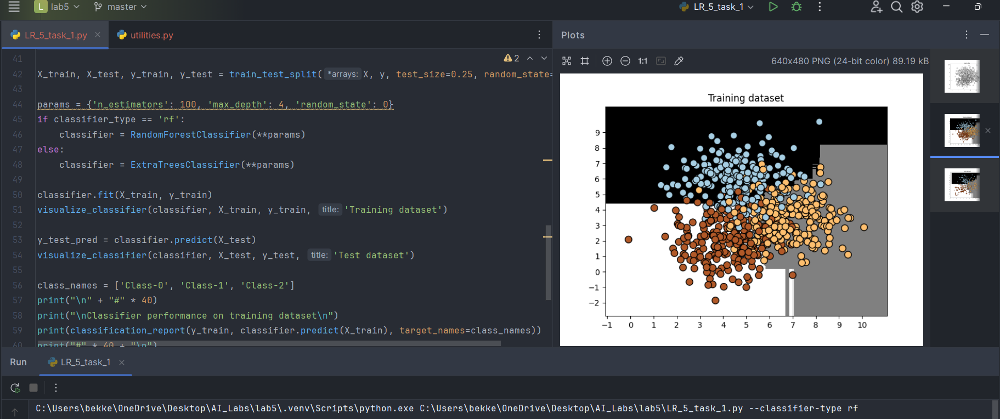 L lab5 master LR_5_task_1
LR_5_task_1.py utilities.py
41
42 X_train, X_test, y_train, y_test = train_test_split( *arrays: X, y, test_size=0.25, random_state=
43
44 params = {'n_estimators': 100, 'max_depth': 4, 'random_state': 0}
45 if classifier_type == 'rf':
46 classifier = RandomForestClassifier(**params)
47 else:
48 classifier = ExtraTreesClassifier(**params)
49
50 classifier.fit(X_train, y_train)
51 visualize_classifier(classifier, X_train, y_train, title: 'Training dataset')
52
53 y_test_pred = classifier.predict(X_test)
54 visualize_classifier(classifier, X_test, y_test, title: 'Test dataset')
55
56 class_names = ['Class-0', 'Class-1', 'Class-2']
57 print("\n" + "#" * 40)
58 print("\nClassifier performance on training dataset\n")
59 print(classification_report(y_train, classifier.predict(X_train), target_names=class_names))
60 print("#" * 40 + "\n")
2
Plots
1:1 640x480 PNG (24-bit color) 89.19 kB
Training dataset
9
8
7
6
5
4
3
2
1
0
−1
−2
−1 0 1 2 3 4 5 6 7 8 9 10
Run LR_5_task_1
C:\Users\bekke\OneDrive\Desktop\AI_Labs\lab5\.venv\Scripts\python.exe C:\Users\bekke\OneDrive\Desktop\AI_Labs\lab5\LR_5_task_1.py --classifier-type rf